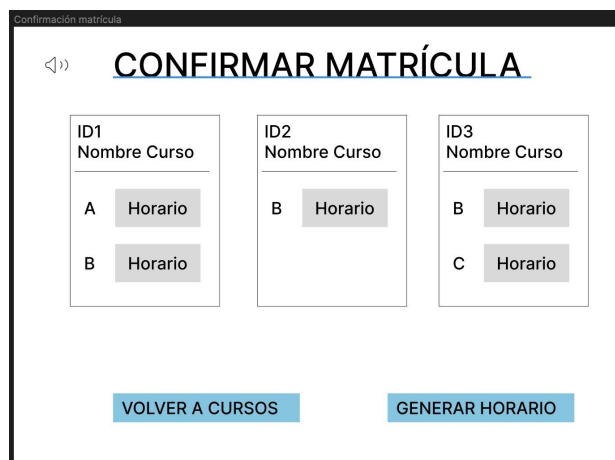 Confirmación matrícula
CONFIRMAR MATRÍCULA
ID1
Nombre Curso
A Horario
B Horario
ID2
Nombre Curso
B Horario
ID3
Nombre Curso
B Horario
C Horario
VOLVER A CURSOS
GENERAR HORARIO